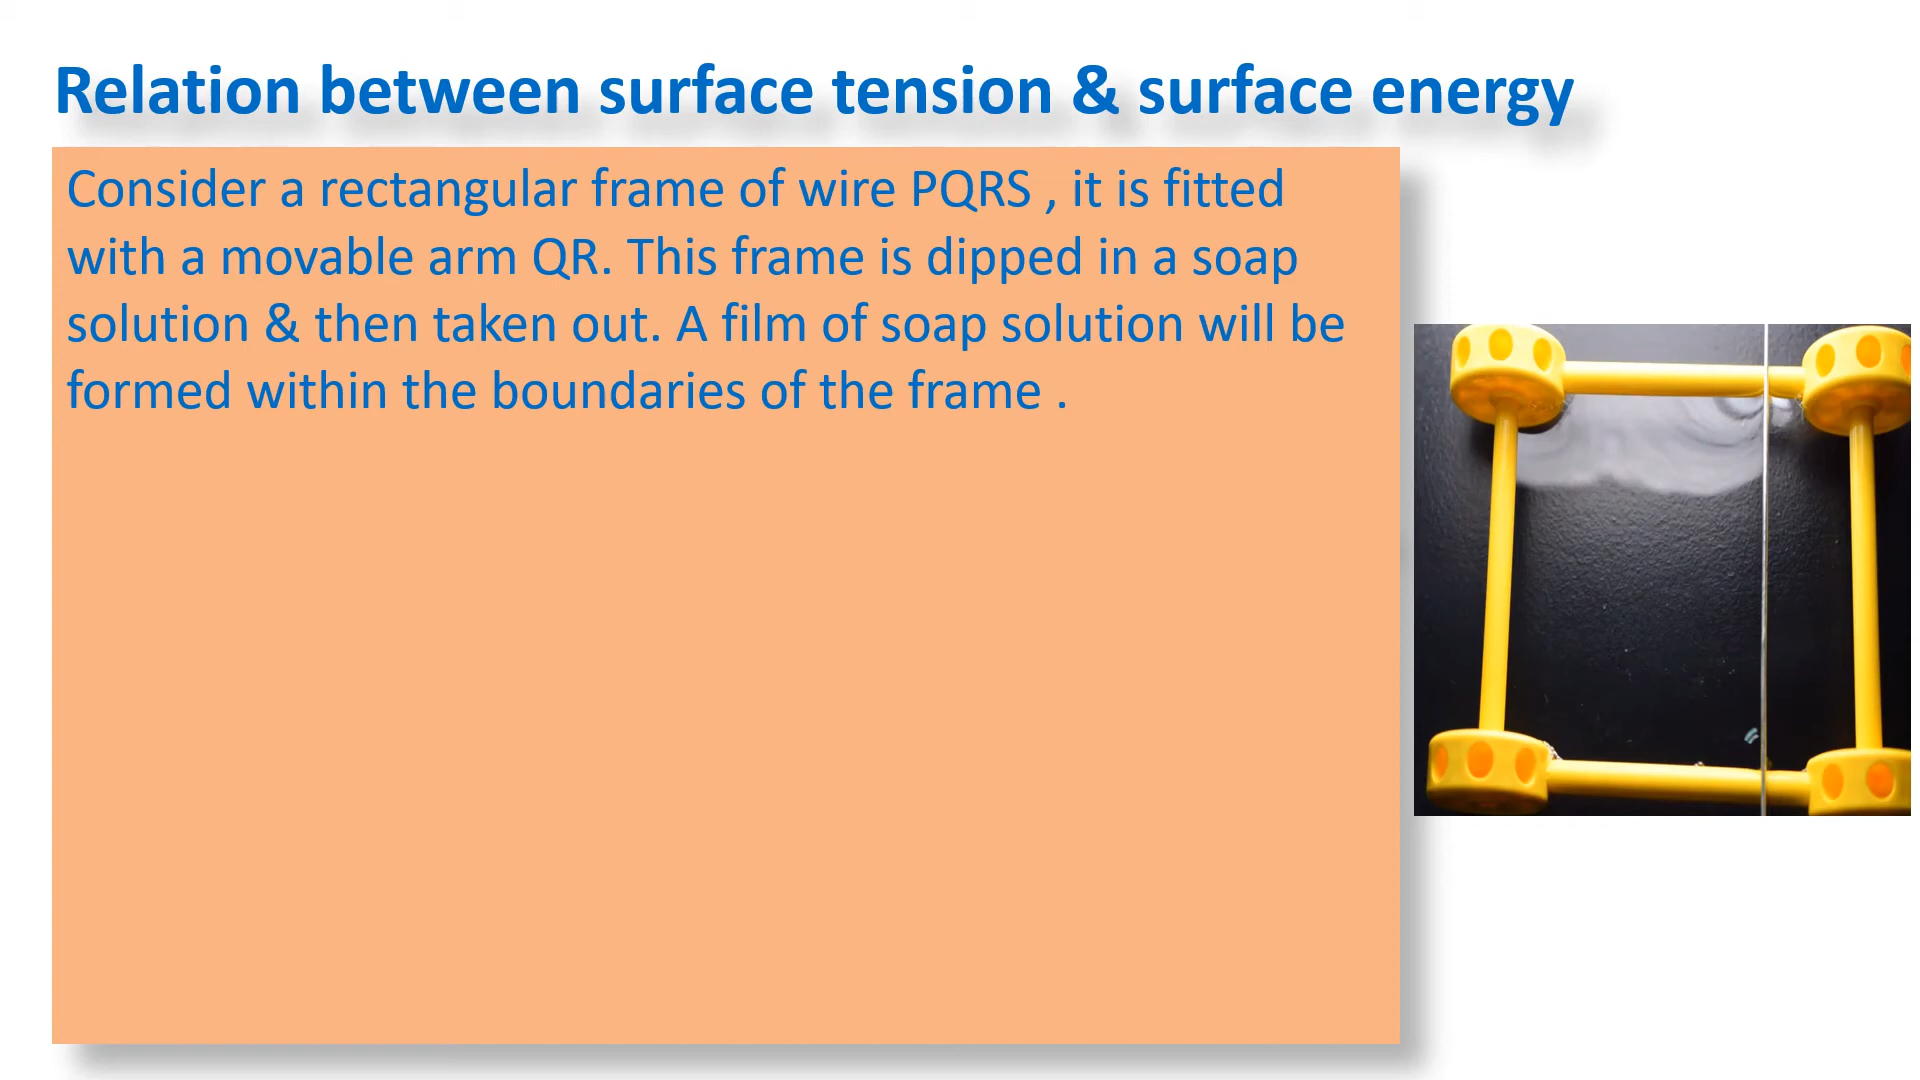 Relation between surface tension & surface energy
Consider a rectangular frame of wire PQRS , it is fitted
with a movable arm QR. This frame is dipped in a soap
solution & then taken out. A film of soap solution will be
formed within the boundaries of the frame .